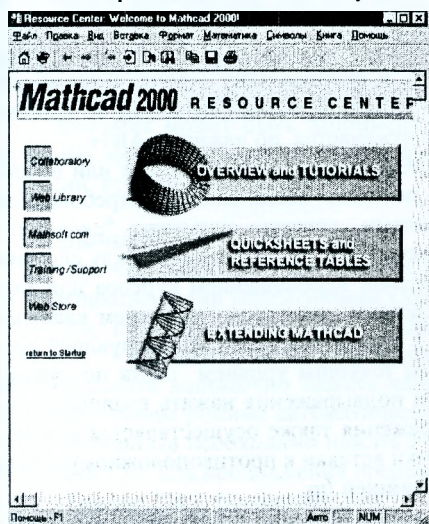 Resource Center: Welcome to Mathcad 2000!
Файл Правка Вид Вставка Формат Математика Символы Книга Помощь
Mathcad 2000 RESOURCE CENTER
Collaboratory
Web Library
Mathsoft.com
Training/Support
Web Store
return to Startup
OVERVIEW and TUTORIALS
QUICKSHEETS and
REFERENCE TABLES
EXTENDING MATHCAD
Помощь - F1
Авто
NUM